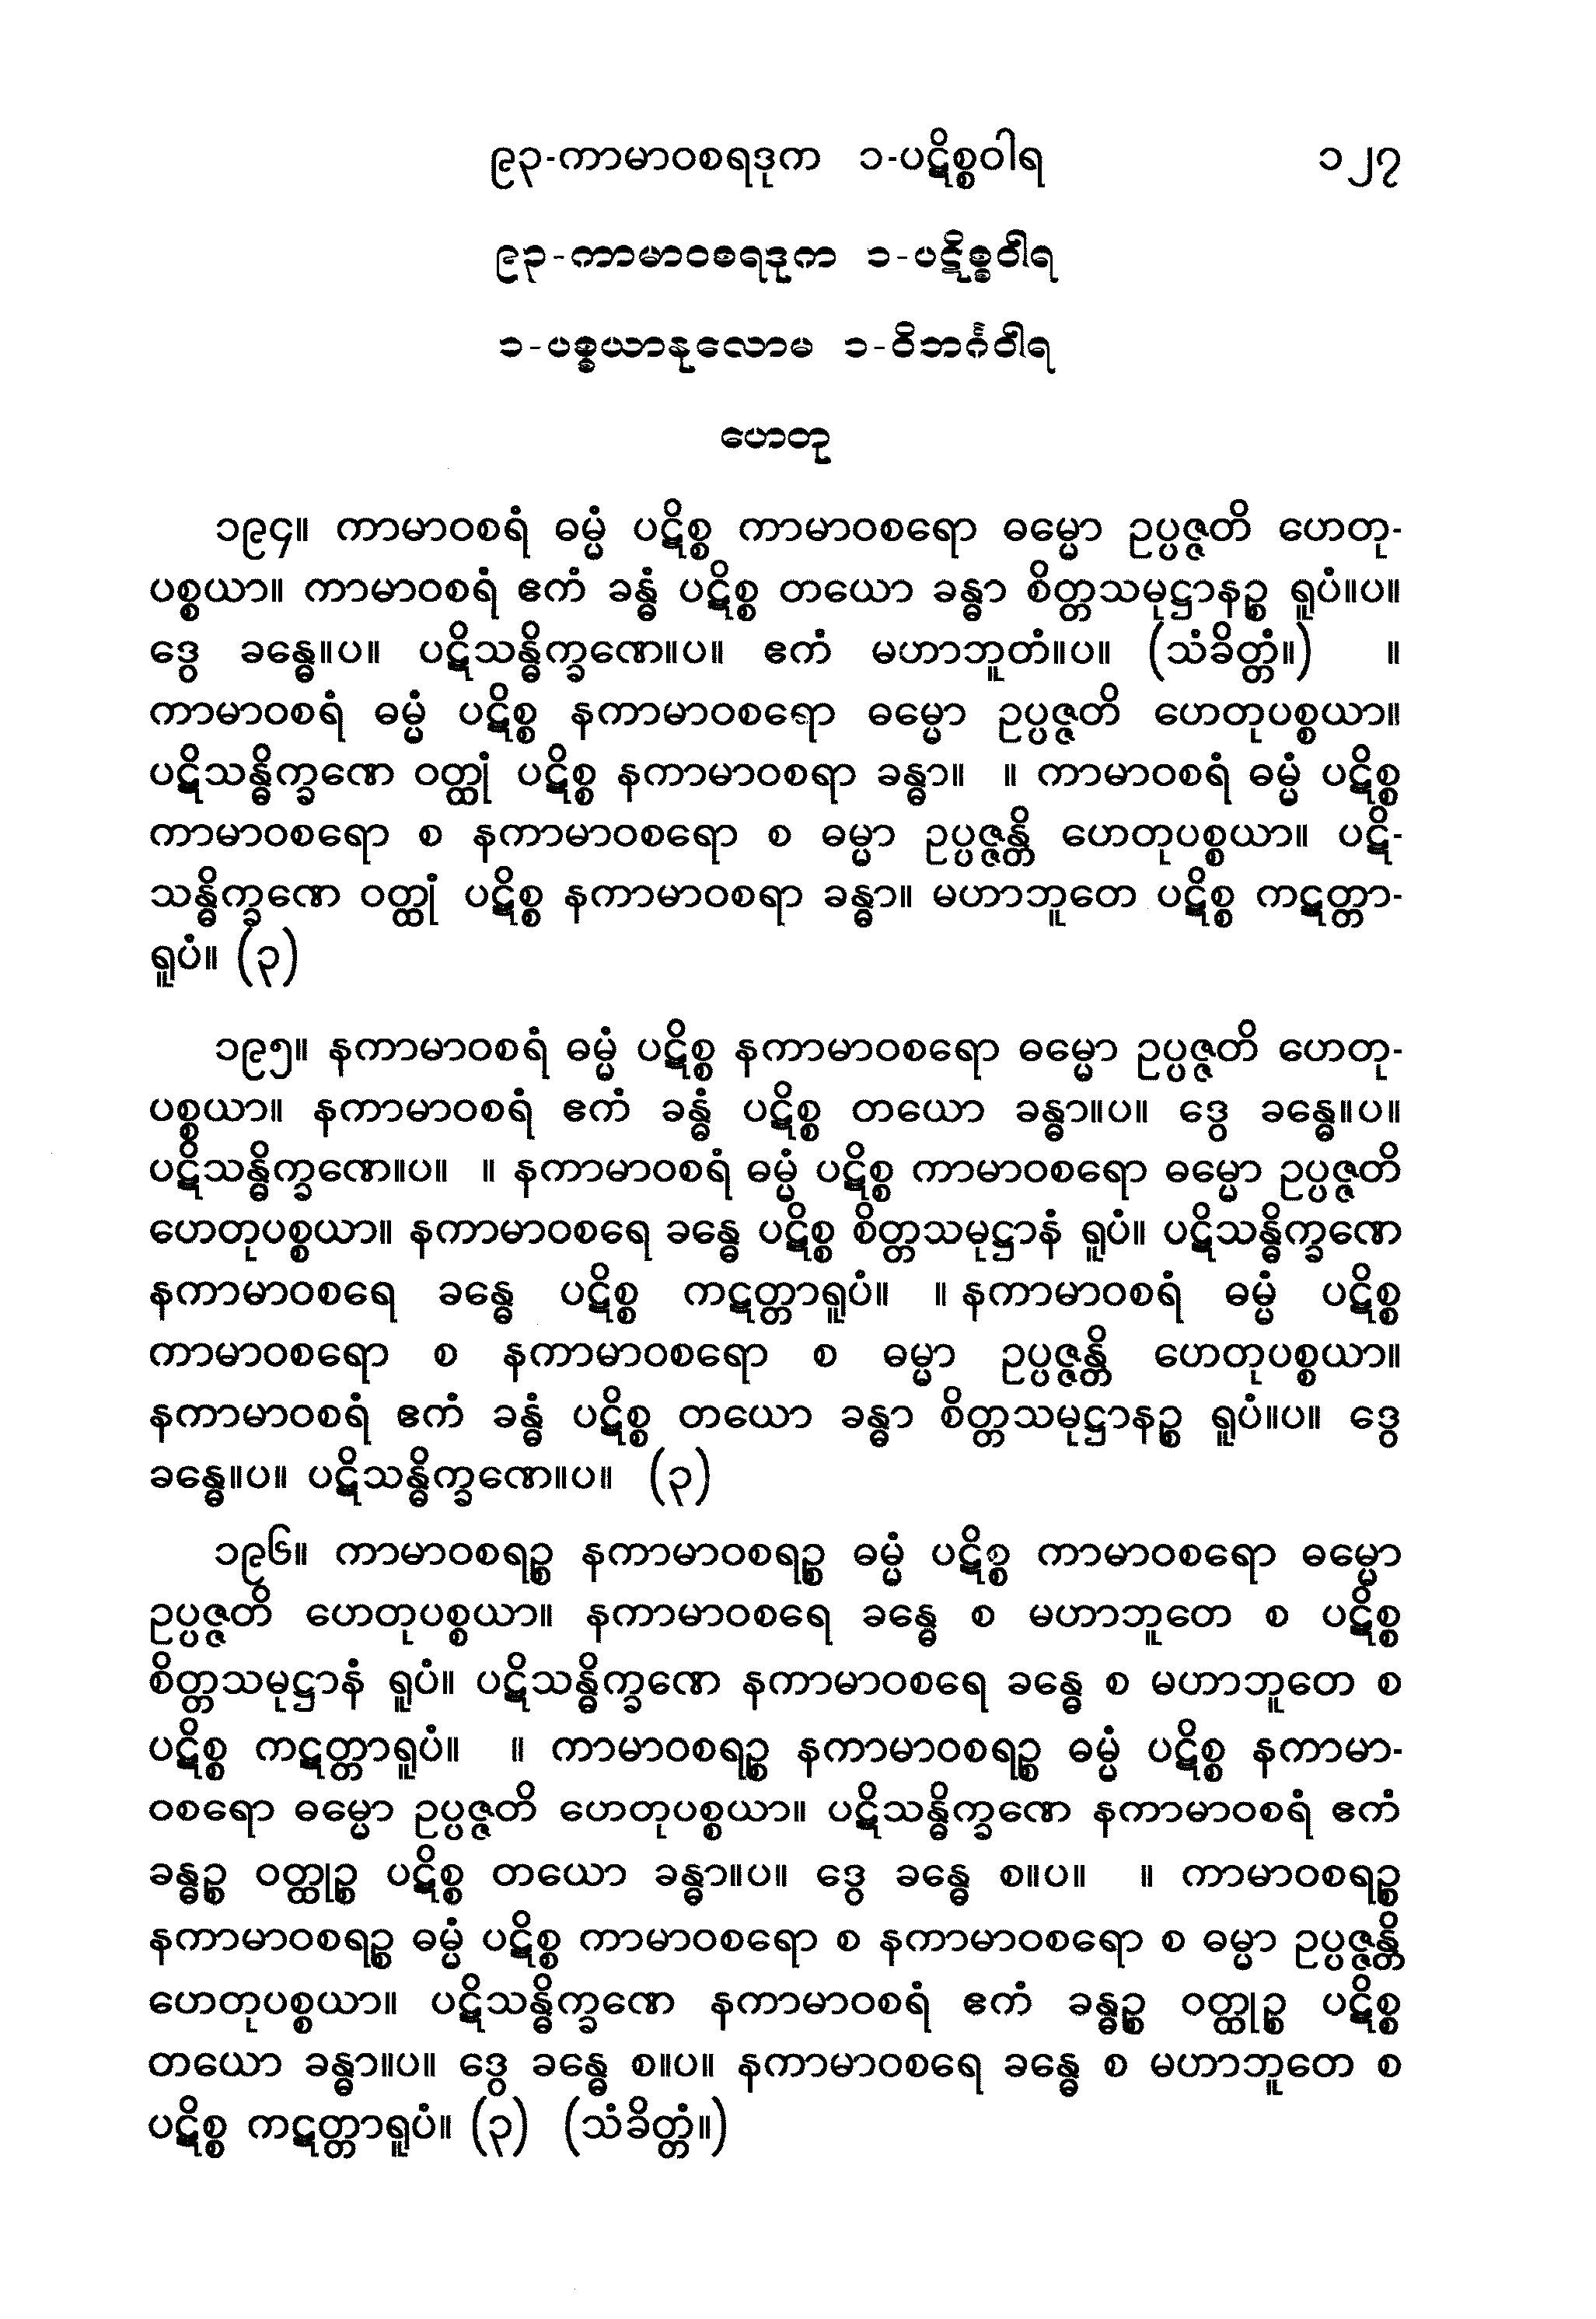 ၉၃-ကာမာဝစရဒုက ၁-ပဋိစ္စဝါရ ၁၂၇
၉၃-ကာမာဝစရဒုက ၁-ပဋိစ္စဝါရ
၁-ပစ္စယာနုလောမ ၁-ဝိဘင်္ဂဝါရ
ဟေတု
၁၉၄။ ကာမာဝစရံ ဓမ္မံ ပဋိစ္စ ကာမာဝစရော ဓမ္မော ဥပ္ပဇ္ဇတိ ဟေတု-
ပစ္စယာ။ ကာမာဝစရံ ဧကံ ခန္ဓံ ပဋိစ္စ တယော ခန္ဓာ စိတ္တသမုဋ္ဌာနဉ္စ ရူပံ။ပ။
ဒွေ ခန္ဓေ။ပ။ ပဋိသန္ဓိက္ခဏေ။ပ။ ဧကံ မဟာဘူတံ။ပ။ (သံခိတ္တံ။) ။
ကာမာဝစရံ ဓမ္မံ ပဋိစ္စ နကာမာဝစရော ဓမ္မော ဥပ္ပဇ္ဇတိ ဟေတုပစ္စယာ။
ပဋိသန္ဓိက္ခဏေ ဝတ္ထုံ ပဋိစ္စ နကာမာဝစရာ ခန္ဓာ။ ။ ကာမာဝစရံ ဓမ္မံ ပဋိစ္စ
ကာမာဝစရော စ နကာမာဝစရော စ ဓမ္မာ ဥပ္ပဇ္ဇန္တိ ဟေတုပစ္စယာ။ ပဋိ-
သန္ဓိက္ခဏေ ဝတ္ထုံ ပဋိစ္စ နကာမာဝစရာ ခန္ဓာ။ မဟာဘူတေ ပဋိစ္စ ကဋတ္တာ-
ရူပံ။ (၃)
၁၉၅။ နကာမာဝစရံ ဓမ္မံ ပဋိစ္စ နကာမာဝစရော ဓမ္မော ဥပ္ပဇ္ဇတိ ဟေတု-
ပစ္စယာ။ နကာမာဝစရံ ဧကံ ခန္ဓံ ပဋိစ္စ တယော ခန္ဓာ။ပ။ ဒွေ ခန္ဓေ။ပ။
ပဋိသန္ဓိက္ခဏေ။ပ။ ။ နကာမာဝစရံ ဓမ္မံ ပဋိစ္စ ကာမာဝစရော ဓမ္မော ဥပ္ပဇ္ဇတိ
ဟေတုပစ္စယာ။ နကာမာဝစရေ ခန္ဓေ ပဋိစ္စ စိတ္တသမုဋ္ဌာနံ ရူပံ။ ပဋိသန္ဓိက္ခဏေ
နကာမာဝစရေ ခန္ဓေ ပဋိစ္စ ကဋတ္တာရူပံ။ ။ နကာမာဝစရံ ဓမ္မံ ပဋိစ္စ
ကာမာဝစရော စ နကာမာဝစရော စ ဓမ္မာ ဥပ္ပဇ္ဇန္တိ ဟေတုပစ္စယာ။
နကာမာဝစရံ ဧကံ ခန္ဓံ ပဋိစ္စ တယော ခန္ဓာ စိတ္တသမုဋ္ဌာနဉ္စ ရူပံ။ပ။ ဒွေ
ခန္ဓေ။ပ။ ပဋိသန္ဓိက္ခဏေ။ပ။ (၃)
၁၉၆။ ကာမာဝစရဉ္စ နကာမာဝစရဉ္စ ဓမ္မံ ပဋိစ္စ ကာမာဝစရော ဓမ္မော
ဥပ္ပဇ္ဇတိ ဟေတုပစ္စယာ။ နကာမာဝစရေ ခန္ဓေ စ မဟာဘူတေ စ ပဋိစ္စ
စိတ္တသမုဋ္ဌာနံ ရူပံ။ ပဋိသန္ဓိက္ခဏေ နကာမာဝစရေ ခန္ဓေ စ မဟာဘူတေ စ
ပဋိစ္စ ကဋတ္တာရူပံ။ ။ ကာမာဝစရဉ္စ နကာမာဝစရဉ္စ ဓမ္မံ ပဋိစ္စ နကာမာ-
ဝစရော ဓမ္မော ဥပ္ပဇ္ဇတိ ဟေတုပစ္စယာ။ ပဋိသန္ဓိက္ခဏေ နကာမာဝစရံ ဧကံ
ခန္ဓဉ္စ ဝတ္ထုဉ္စ ပဋိစ္စ တယော ခန္ဓာ။ပ။ ဒွေ ခန္ဓေ စ။ပ။ ။ ကာမာဝစရဉ္စ
နကာမာဝစရဉ္စ ဓမ္မံ ပဋိစ္စ ကာမာဝစရော စ နကာမာဝစရော စ ဓမ္မာ ဥပ္ပဇ္ဇန္တိ
ဟေတုပစ္စယာ။ ပဋိသန္ဓိက္ခဏေ နကာမာဝစရံ ဧကံ ခန္ဓဉ္စ ဝတ္ထုဉ္စ ပဋိစ္စ
တယော ခန္ဓာ။ပ။ ဒွေ ခန္ဓေ စ။ပ။ နကာမာဝစရေ ခန္ဓေ စ မဟာဘူတေ စ
ပဋိစ္စ ကဋတ္တာရူပံ။ (၃) (သံခိတ္တံ။)